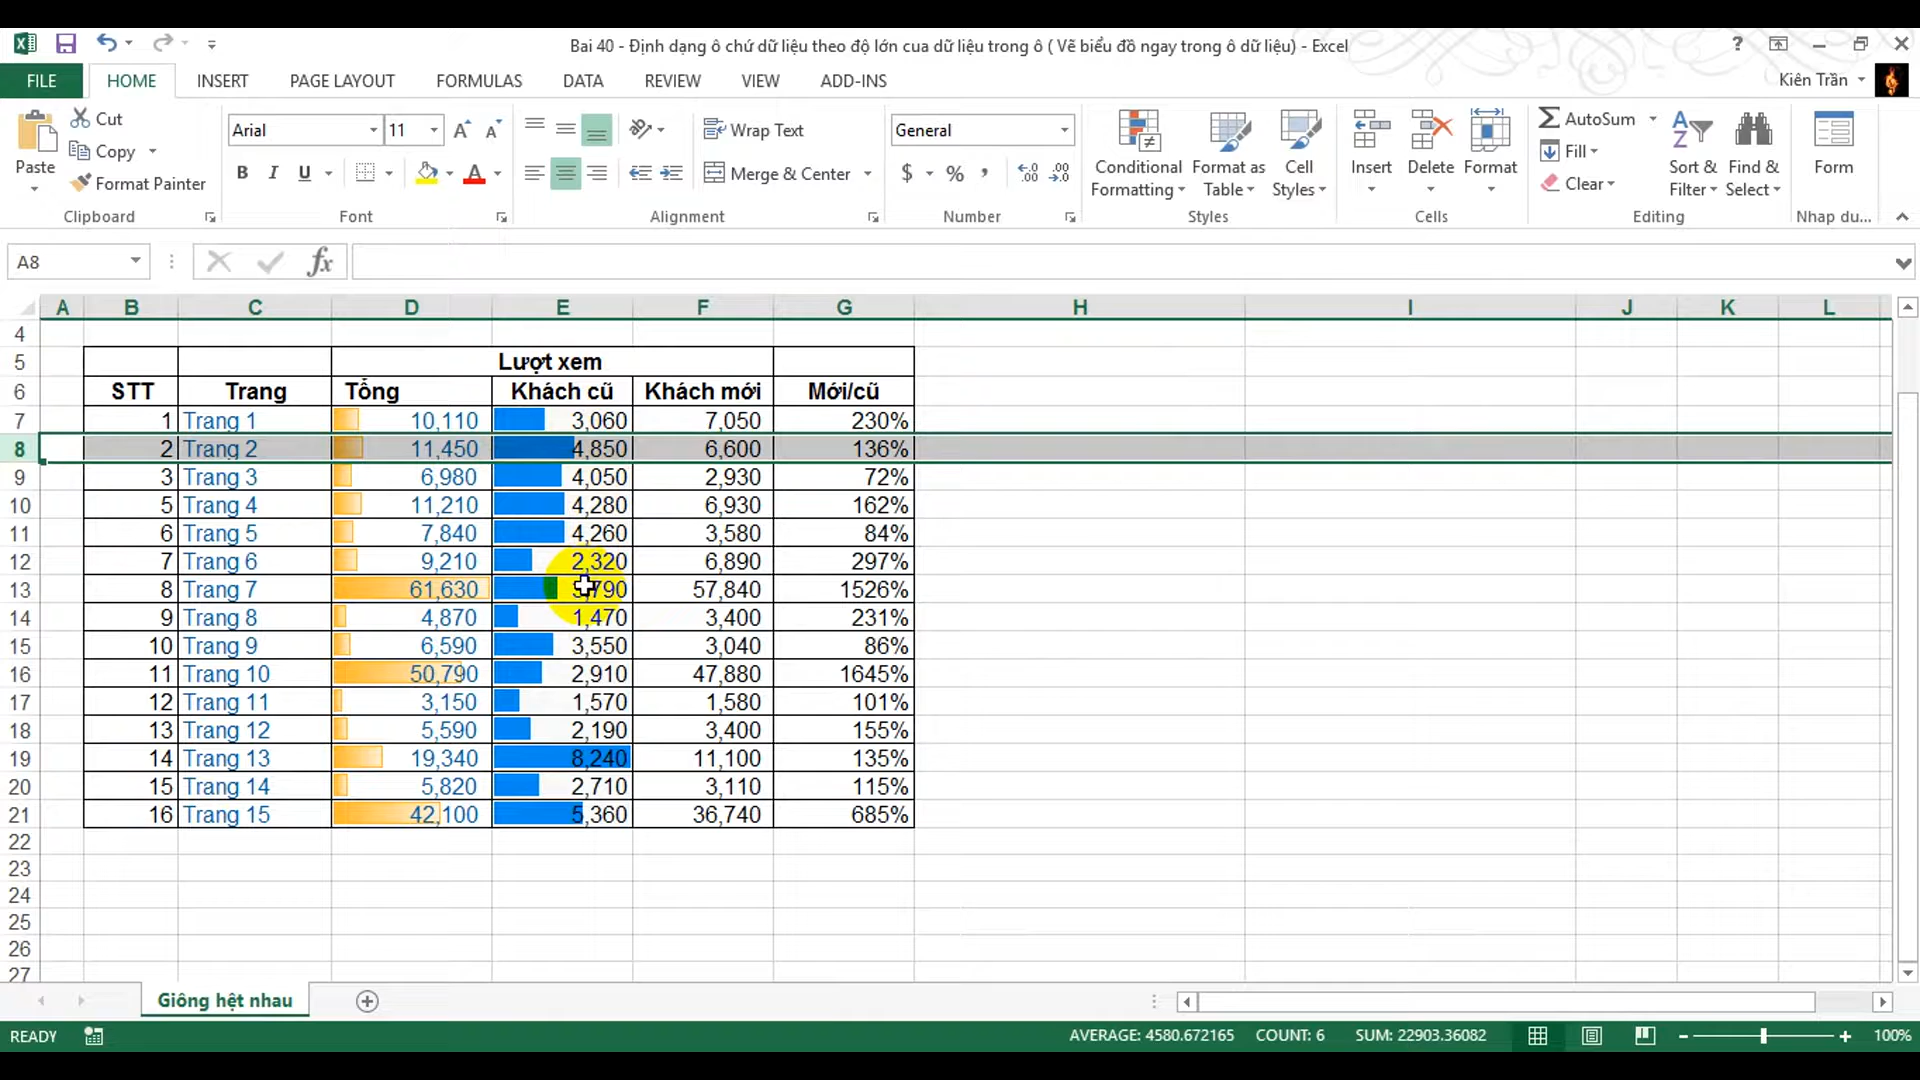 Bai 40 - Định dạng ô chứ dữ liệu theo độ lớn cua dữ liệu trong ô ( Vẽ biểu đồ ngay trong ô dữ liệu) - Excel
?
FILE HOME INSERT PAGE LAYOUT FORMULAS DATA REVIEW VIEW ADD-INS Kiên Trần
Paste Cut Copy Format Painter
Clipboard
Arial 11
B I U
Font
Wrap Text
Merge & Center
Alignment
General
$ % ,
Number
Conditional Formatting Format as Table Cell Styles
Styles
Insert Delete Format
Cells
AutoSum Fill Clear Sort & Filter Find & Select
Editing
Form
Nhap du...
A8 fx
A B C D E F G H I J K L
4
5 Lượt xem
6 STT Trang Tổng Khách cũ Khách mới Mới/cũ
7 1 Trang 1 10,110 3,060 7,050 230%
8 2 Trang 2 11,450 4,850 6,600 136%
9 3 Trang 3 6,980 4,050 2,930 72%
10 5 Trang 4 11,210 4,280 6,930 162%
11 6 Trang 5 7,840 4,260 3,580 84%
12 7 Trang 6 9,210 2,320 6,890 297%
13 8 Trang 7 61,630 3,790 57,840 1526%
14 9 Trang 8 4,870 1,470 3,400 231%
15 10 Trang 9 6,590 3,550 3,040 86%
16 11 Trang 10 50,790 2,910 47,880 1645%
17 12 Trang 11 3,150 1,570 1,580 101%
18 13 Trang 12 5,590 2,190 3,400 155%
19 14 Trang 13 19,340 8,240 11,100 135%
20 15 Trang 14 5,820 2,710 3,110 115%
21 16 Trang 15 42,100 5,360 36,740 685%
22
23
24
25
26
27
Giông hệt nhau
READY AVERAGE: 4580.672165 COUNT: 6 SUM: 22903.36082 100%